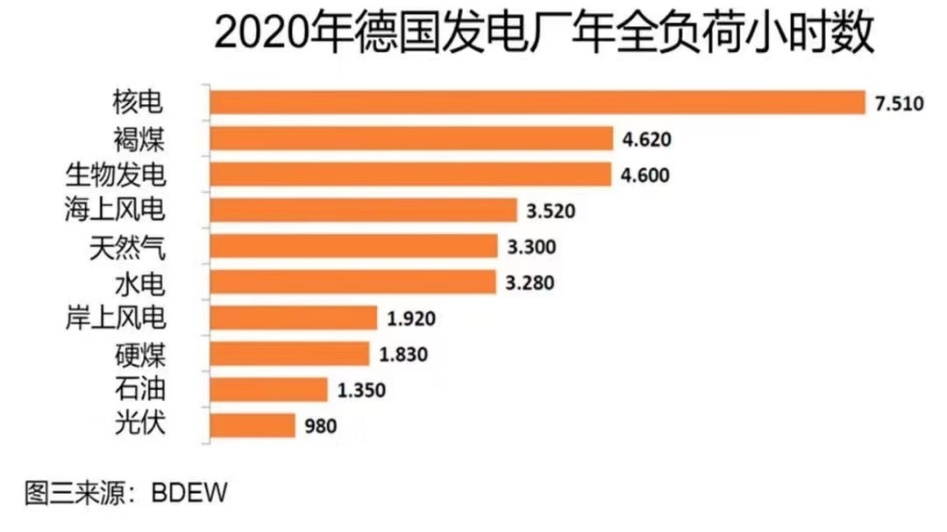 2020年德国发电厂年全负荷小时数
核电 7.510
褐煤 4.620
生物发电 4.600
海上风电 3.520
天然气 3.300
水电 3.280
岸上风电 1.920
硬煤 1.830
石油 1.350
光伏 980
图三来源：BDEW